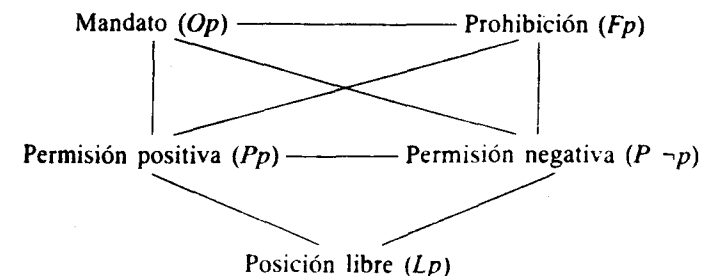 Mandato (Op) Prohibición (Fp)
Permisión positiva (Pp) Permisión negativa (P ¬p)
Posición libre (Lp)